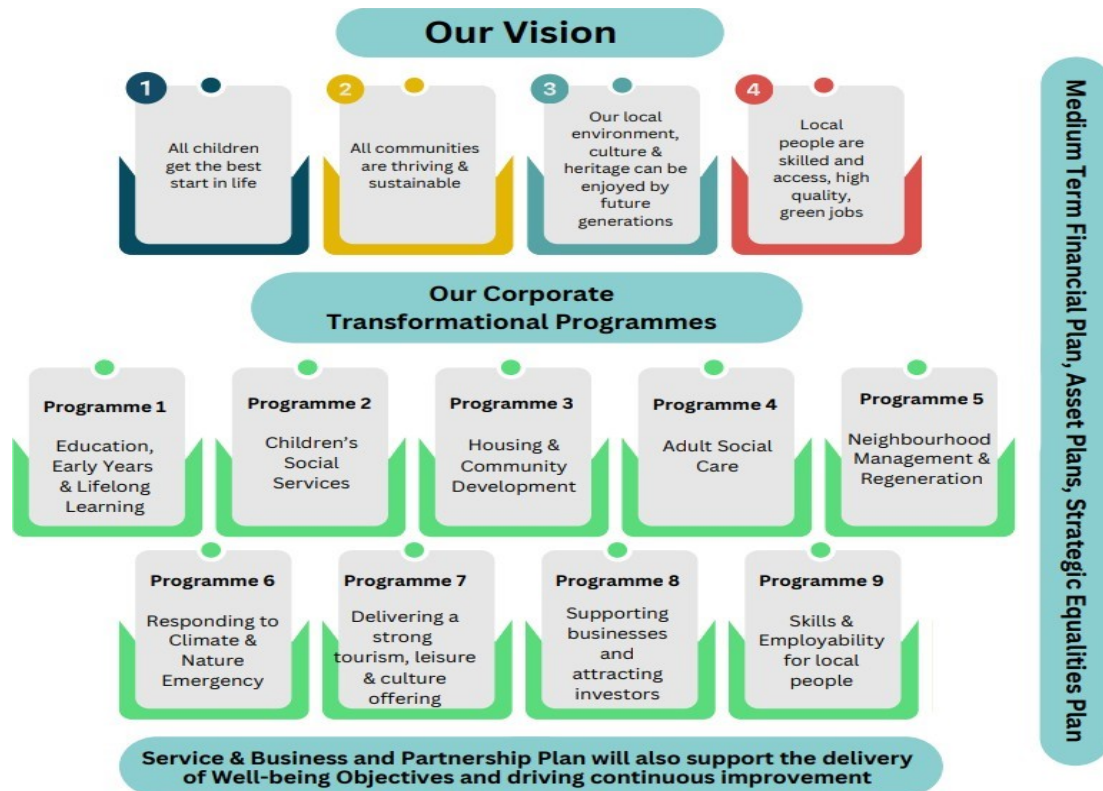 Our Vision
1
All children
get the best
start in life
2
All communities
are thriving &
sustainable
3
Our local
environment,
culture &
heritage can be
enjoyed by
future
generations
4
Local
people are
skilled and
access, high
quality,
green jobs
Our Corporate
Transformational Programmes
Programme 1
Education,
Early Years
& Lifelong
Learning
Programme 2
Children’s
Social
Services
Programme 3
Housing &
Community
Development
Programme 4
Adult Social
Care
Programme 5
Neighbourhood
Management &
Regeneration
Programme 6
Responding to
Climate &
Nature
Emergency
Programme 7
Delivering a
strong
tourism, leisure
& culture
offering
Programme 8
Supporting
businesses
and
attracting
investors
Programme 9
Skills &
Employability
for local
people
Service & Business and Partnership Plan will also support the delivery
of Well-being Objectives and driving continuous improvement
Medium Term Financial Plan, Asset Plans, Strategic Equalities Plan